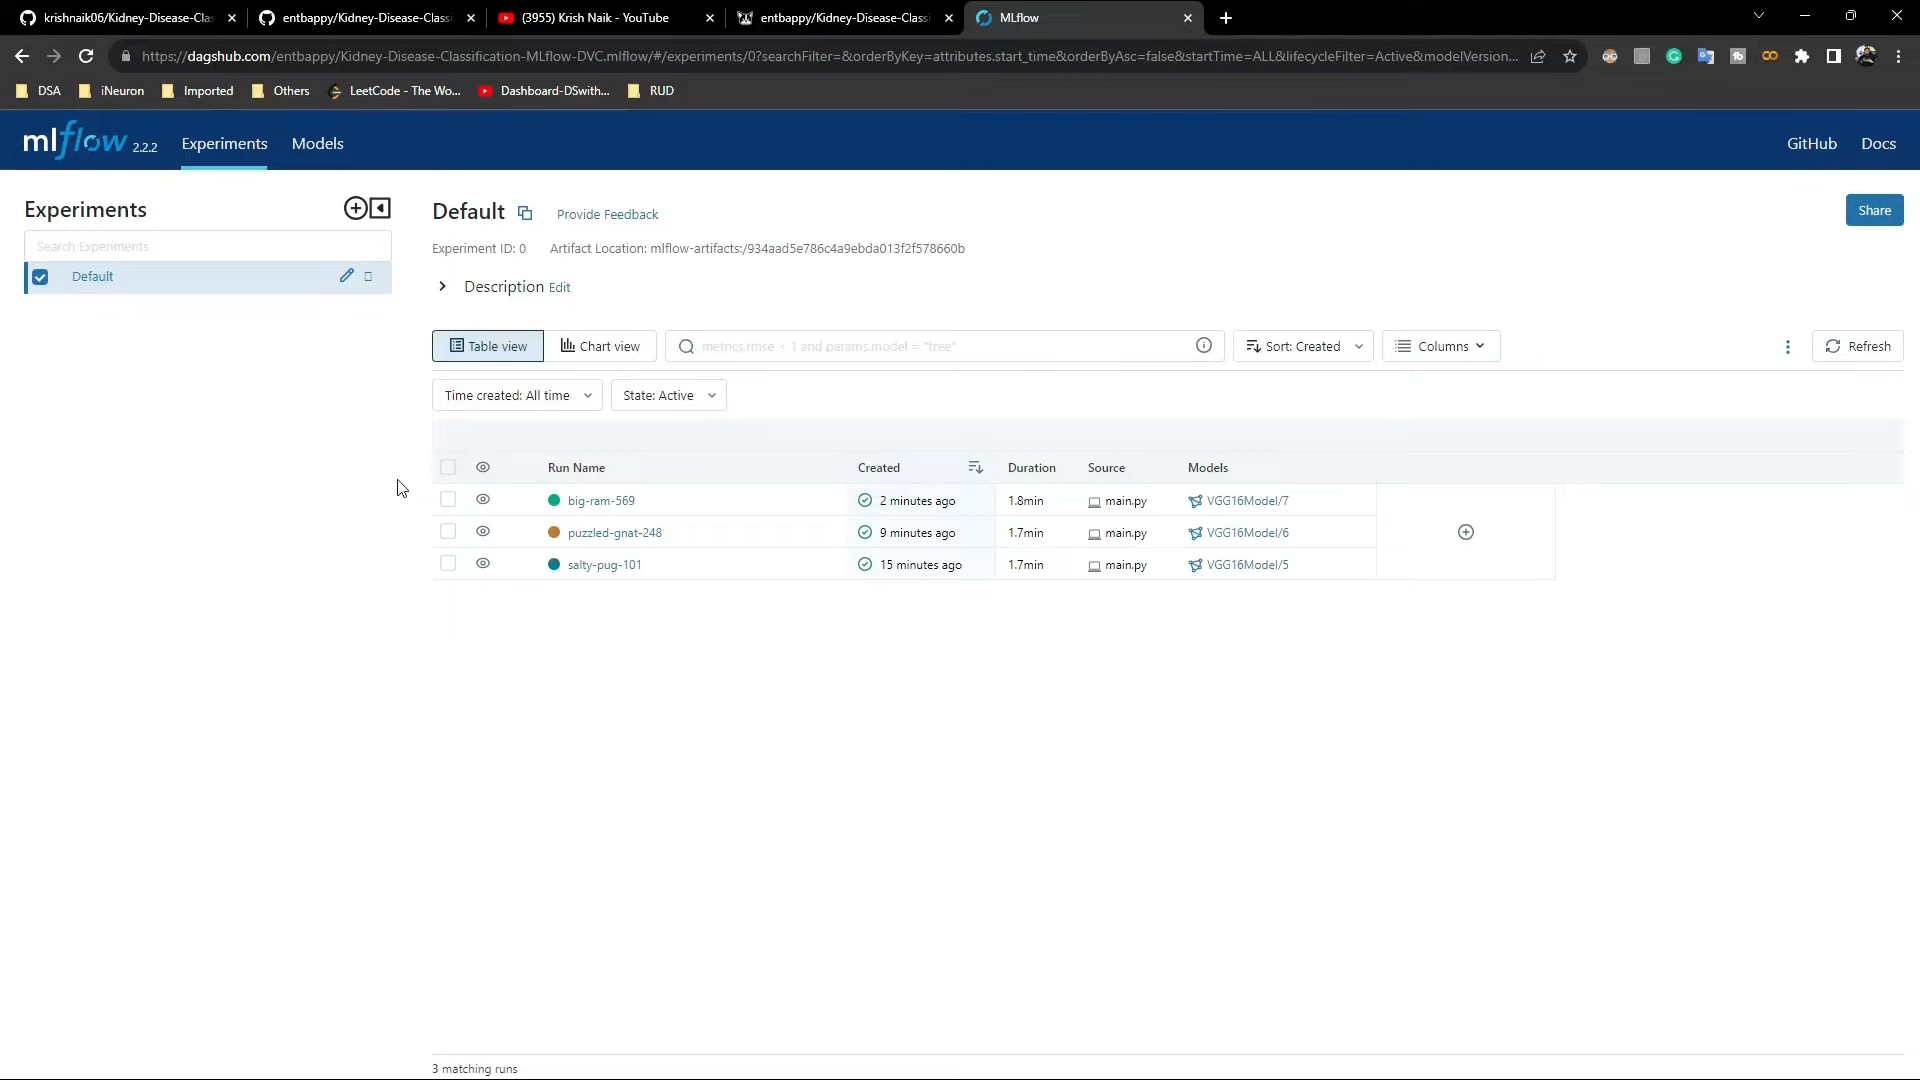 krishnaik06/Kidney-Disease-Clas
entbappy/Kidney-Disease-Classi
(3955) Krish Naik - YouTube
entbappy/Kidney-Disease-Classi
MLflow
https://dagshub.com/entbappy/Kidney-Disease-Classification-MLflow-DVC.mlflow/#/experiments/0?searchFilter=&orderByKey=attributes.start_time&orderByAsc=false&startTime=ALL&lifecycleFilter=Active&modelVersion...
DSA
iNeuron
Imported
Others
LeetCode - The Wo...
Dashboard-DSwith...
RUD
mlflow 2.2.2
Experiments
Models
GitHub
Docs
Experiments
Search Experiments
Default
Default
Provide Feedback
Share
Experiment ID: 0
Artifact Location: mlflow-artifacts:/934aad5e786c4a9ebda013f2f578660b
Description Edit
Table view
Chart view
metrics.rmse < 1 and params.model = "tree"
Sort: Created
Columns
Refresh
Time created: All time
State: Active
Run Name
Created
Duration
Source
Models
big-ram-569
2 minutes ago
1.8min
main.py
VGG16Model/7
puzzled-gnat-248
9 minutes ago
1.7min
main.py
VGG16Model/6
salty-pug-101
15 minutes ago
1.7min
main.py
VGG16Model/5
3 matching runs